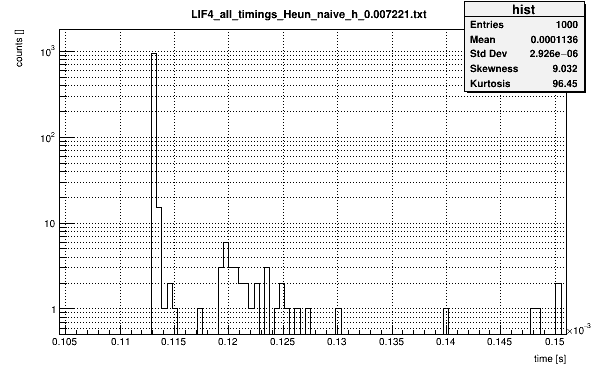 LIF4_all_timings_Heun_naive_h_0.007221.txt
hist
Entries 1000
Mean 0.0001136
Std Dev 2.926e−06
Skewness 9.032
Kurtosis 96.45
counts []
10³
10²
10
1
0.105 0.11 0.115 0.12 0.125 0.13 0.135 0.14 0.145 0.15
×10⁻³
time [s]